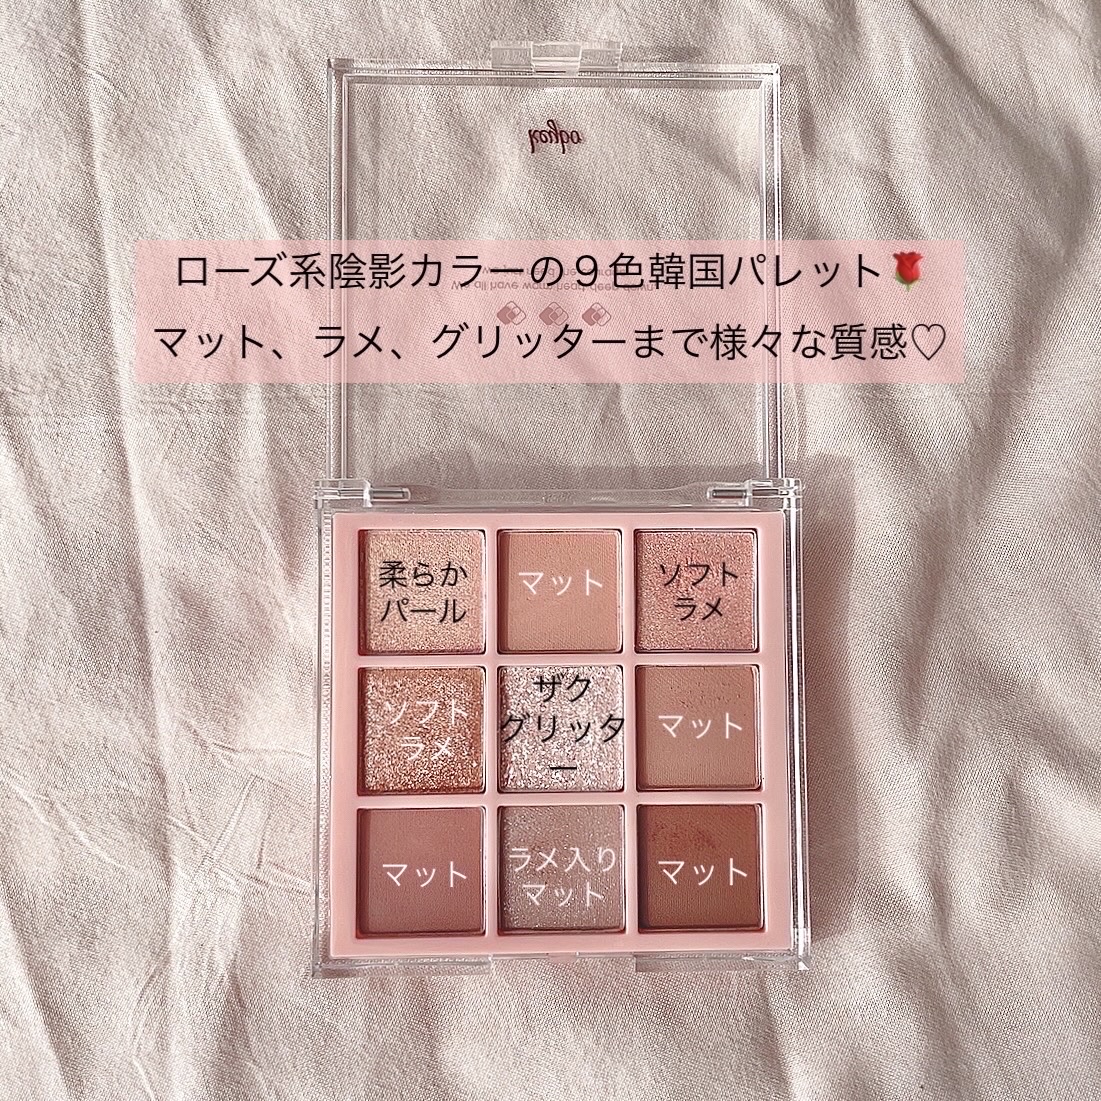 ローズ系陰影カラーの９色韓国パレット🌹
マット、ラメ、グリッターまで様々な質感♡
柔らか
パール
マット
ソフト
ラメ
ソフト
ラメ
ザク
グリッタ
ー
マット
マット
ラメ入り
マット
マット